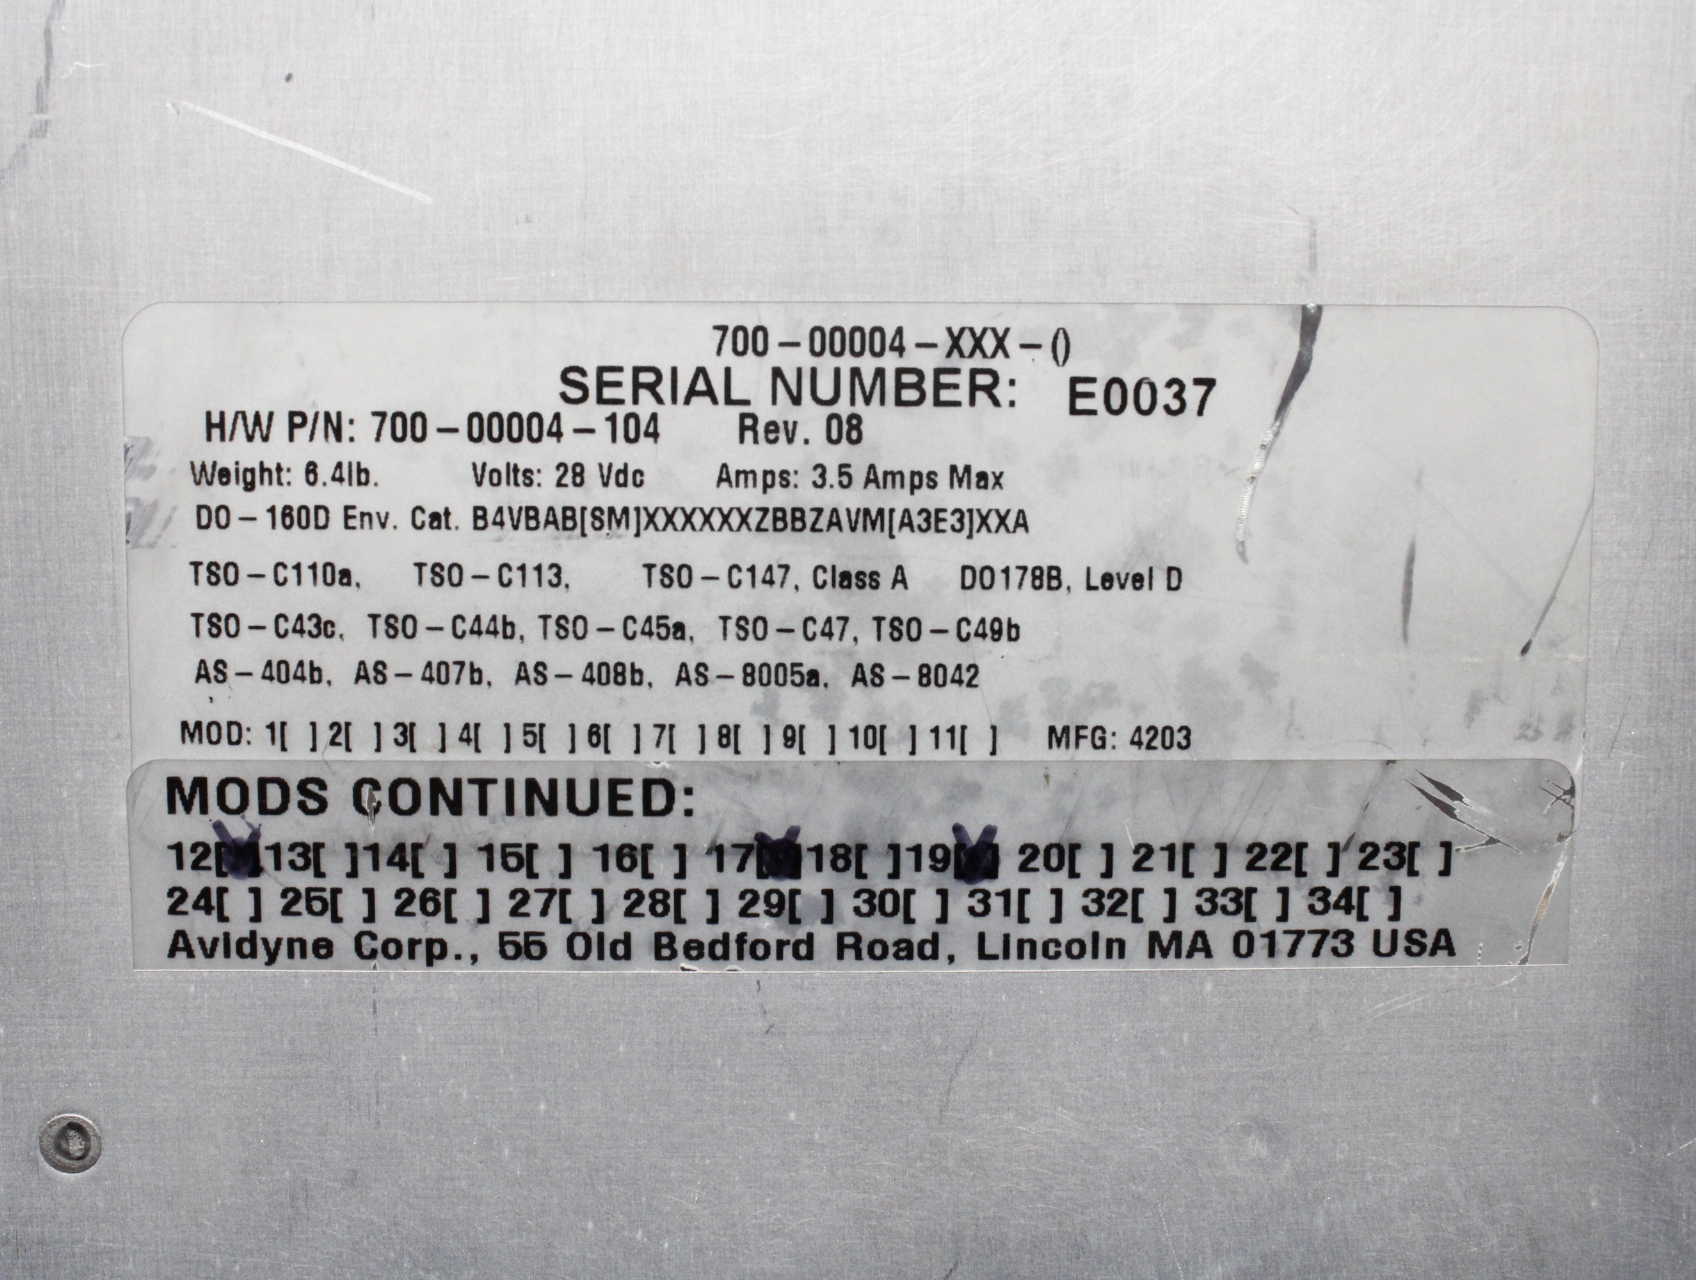 700-00004-XXX-()
SERIAL NUMBER: E0037
H/W P/N: 700-00004-104 Rev. 08
Weight: 6.4lb. Volts: 28 Vdc Amps: 3.5 Amps Max
DO-160D Env. Cat. B4VBAB[SM]XXXXXXZBBZAVM[A3E3]XXA
TSO-C110a, TSO-C113, TSO-C147, Class A DO178B, Level D
TSO-C43c, TSO-C44b, TSO-C45a, TSO-C47, TSO-C49b
AS-404b, AS-407b, AS-408b, AS-8005a, AS-8042
MOD: 1[ ] 2[ ] 3[ ] 4[ ] 5[ ] 6[ ] 7[ ] 8[ ] 9[ ] 10[ ] 11[ ] MFG: 4203
MODS CONTINUED:
12[ ] 13[ ] 14[ ] 15[ ] 16[ ] 17[ ] 18[ ] 19[ ] 20[ ] 21[ ] 22[ ] 23[ ]
24[ ] 25[ ] 26[ ] 27[ ] 28[ ] 29[ ] 30[ ] 31[ ] 32[ ] 33[ ] 34[ ]
Avidyne Corp., 55 Old Bedford Road, Lincoln MA 01773 USA